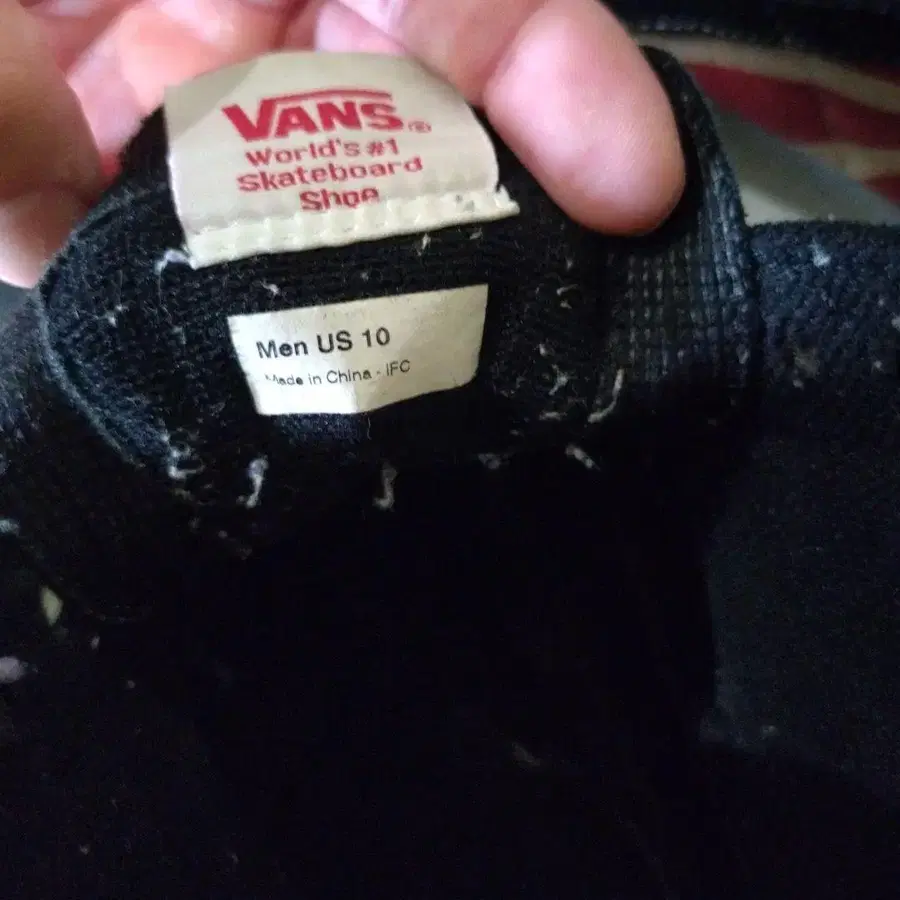 VANS®
World's #1
Skateboard
Shoe
Men US 10
Made in China - IFC